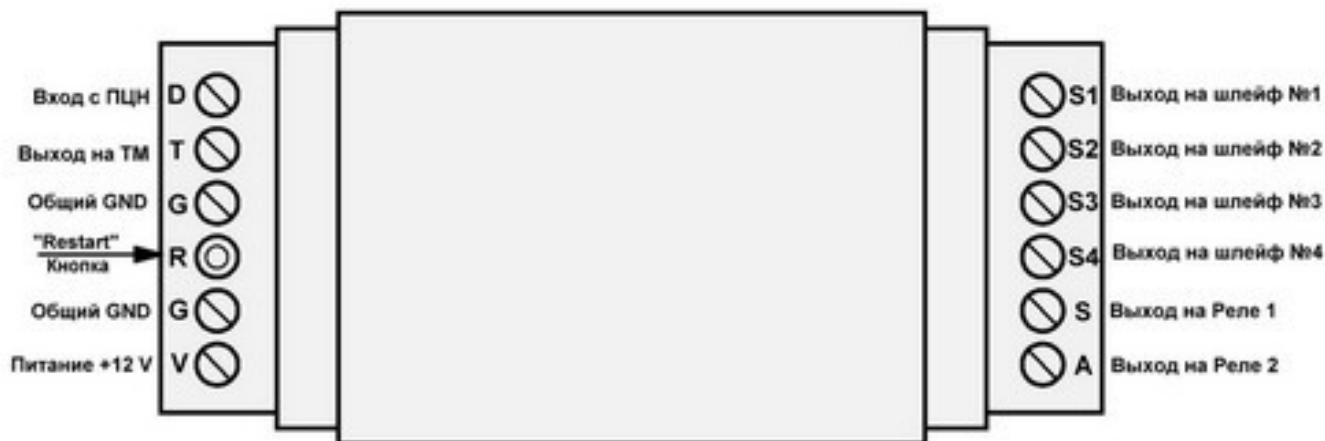 Вход с ПЦН D
Выход на ТМ T
Общий GND G
"Restart"
Кнопка R
Общий GND G
Питание +12 V V
S1 Выход на шлейф №1
S2 Выход на шлейф №2
S3 Выход на шлейф №3
S4 Выход на шлейф №4
S Выход на Реле 1
A Выход на Реле 2